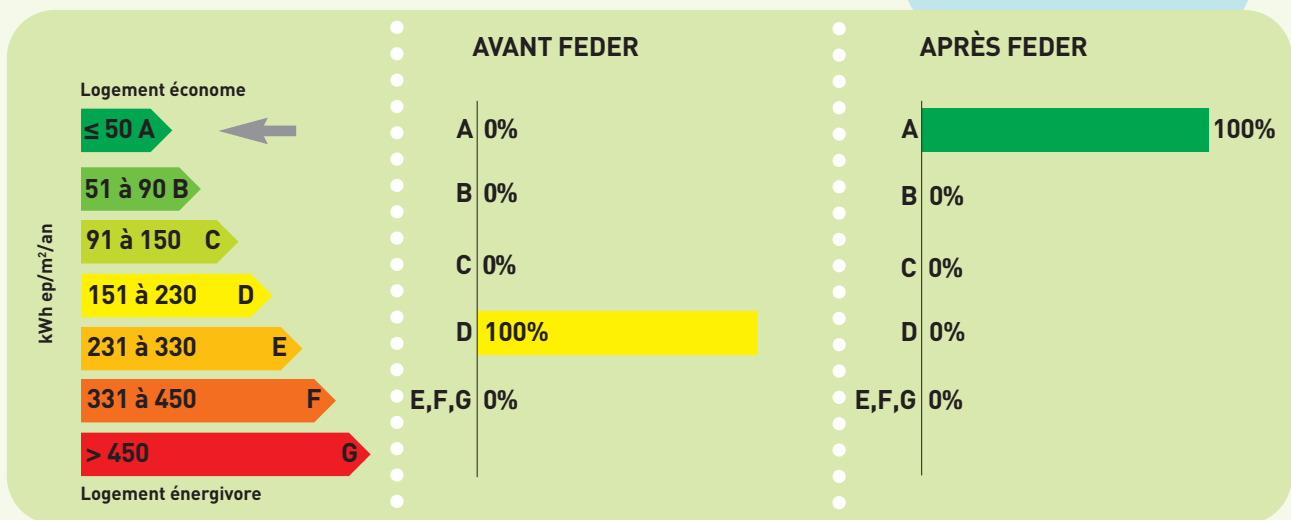 kWh ep/m²/an
Logement économe
≤ 50 A
51 à 90 B
91 à 150 C
151 à 230 D
231 à 330 E
331 à 450 F
> 450 G
Logement énergivore
AVANT FEDER
A 0%
B 0%
C 0%
D 100%
E,F,G 0%
APRÈS FEDER
A 100%
B 0%
C 0%
D 0%
E,F,G 0%